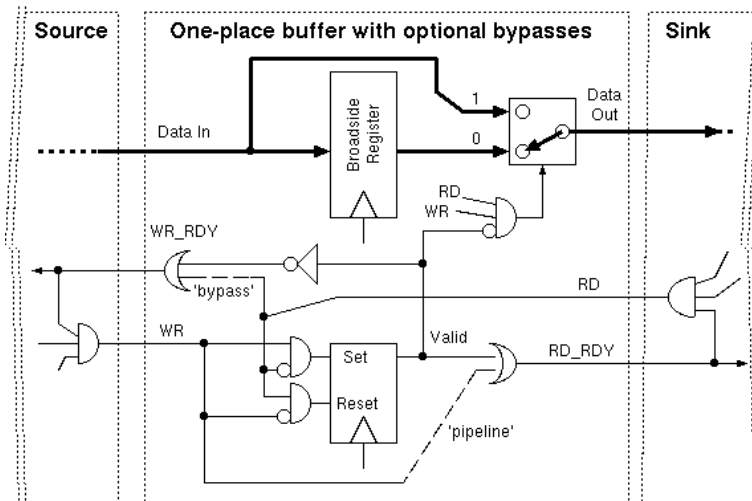 Source
One-place buffer with optional bypasses
Sink
Data In
Broadside
Register
1
0
Data
Out
RD
WR
WR_RDY
'bypass'
RD
WR
Set
Valid
RD_RDY
Reset
'pipeline'